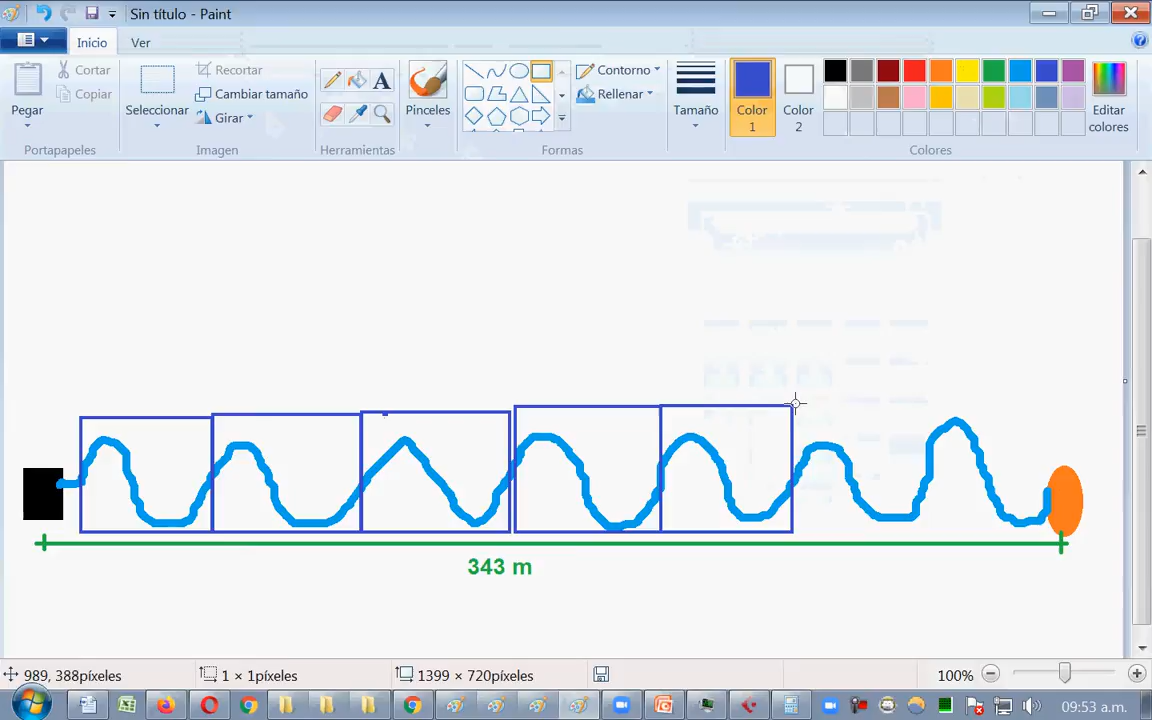 Sin título - Paint
Inicio Ver
Pegar
Cortar
Copiar
Portapapeles
Seleccionar
Recortar
Cambiar tamaño
Girar
Imagen
A
Herramientas
Pinceles
Contorno
Rellenar
Formas
Tamaño
Color 1
Color 2
Editar colores
Colores
343 m
989, 388píxeles 1 × 1píxeles 1399 × 720píxeles 100%
09:53 a.m.